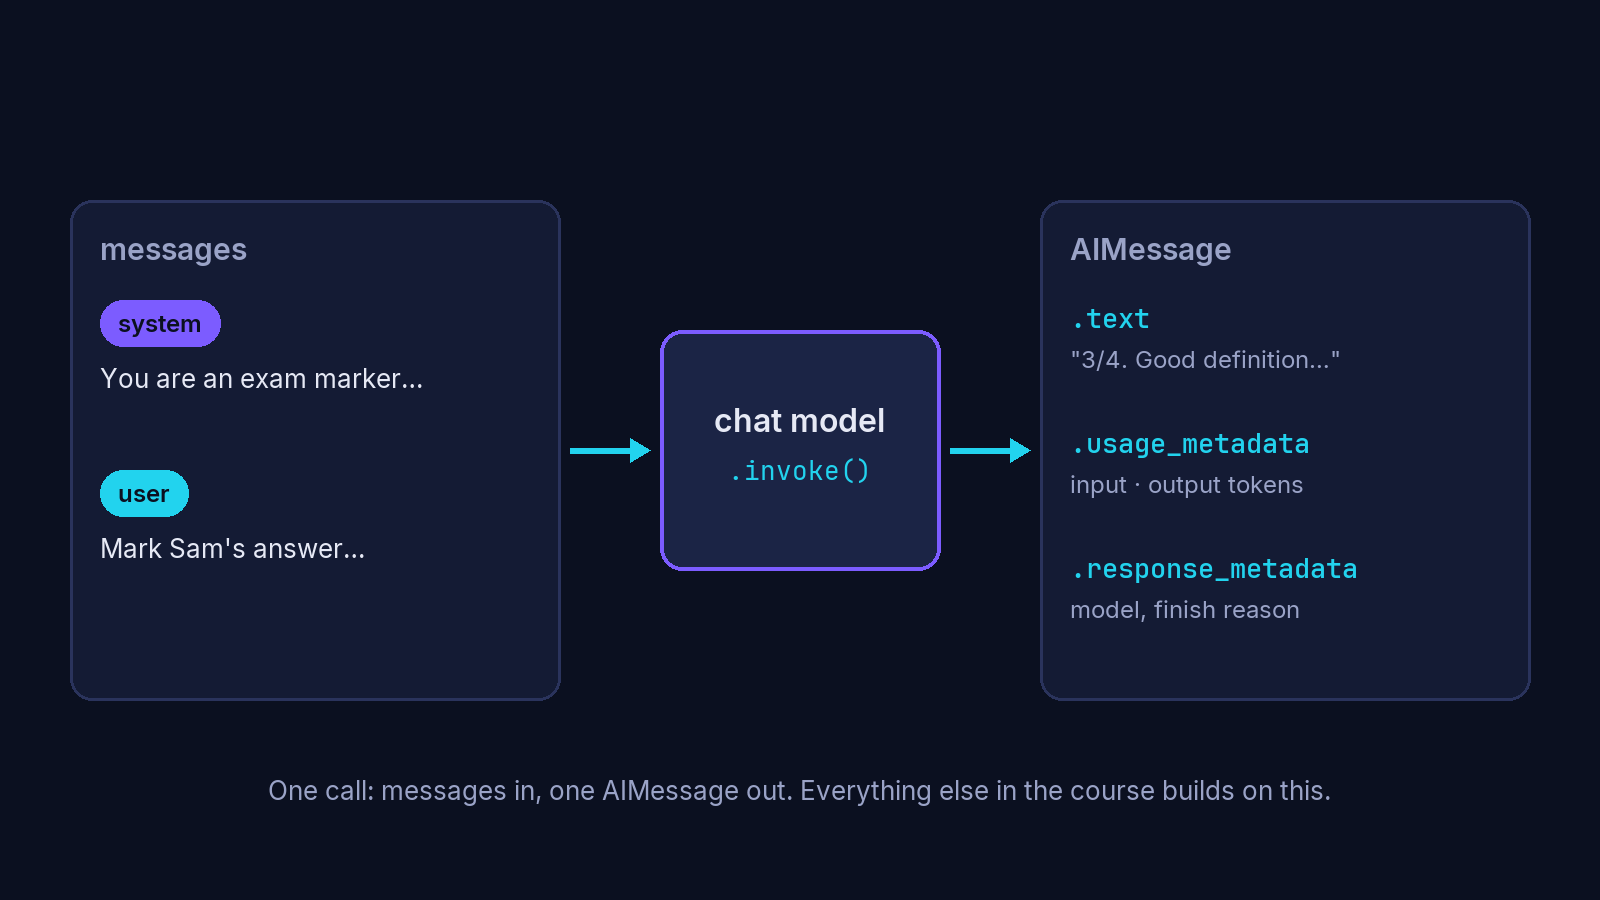 messages
system
You are an exam marker...
user
Mark Sam's answer...
chat model
.invoke()
AIMessage
.text
"3/4. Good definition..."
.usage_metadata
input · output tokens
.response_metadata
model, finish reason
One call: messages in, one AIMessage out. Everything else in the course builds on this.